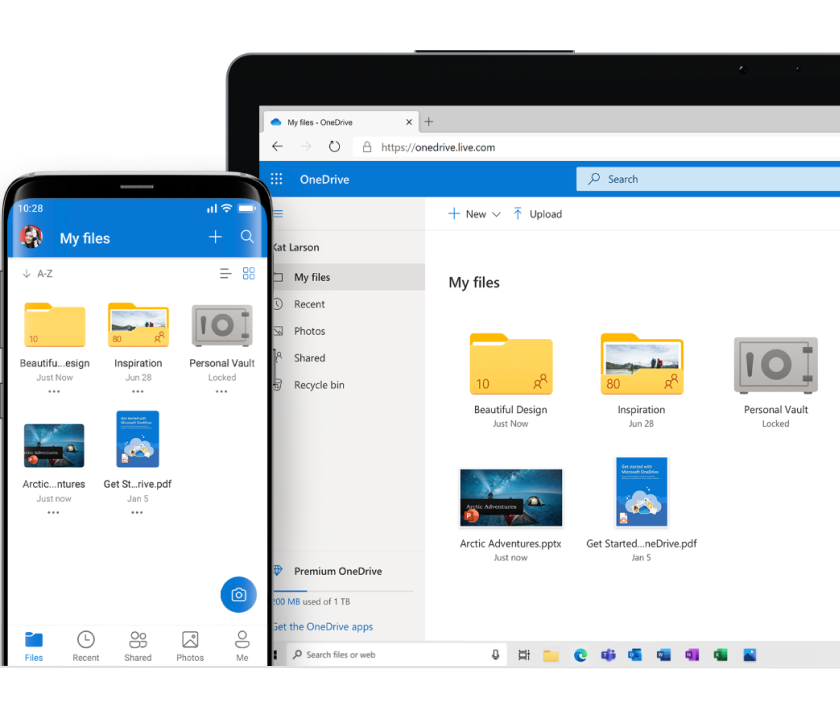 My files - OneDrive
https://onedrive.live.com
OneDrive
Search
New
Upload
Kat Larson
My files
Recent
Photos
Shared
Recycle bin
My files
10
80
Beautiful Design
Inspiration
Personal Vault
Just Now
Jun 28
Locked
Arctic Adventures
Get started with
Microsoft OneDrive
Arctic Adventures.pptx
Get Started...neDrive.pdf
Just now
Jan 5
Premium OneDrive
200 MB used of 1 TB
Get the OneDrive apps
Search files or web
10:28
My files
A-Z
10
80
Beautifu...esign
Inspiration
Personal Vault
Just Now
Jun 28
Locked
Arctic Adventures
Get started with
Microsoft OneDrive
Arctic...ntures
Get St...rive.pdf
Just now
Jan 5
Files
Recent
Shared
Photos
Me